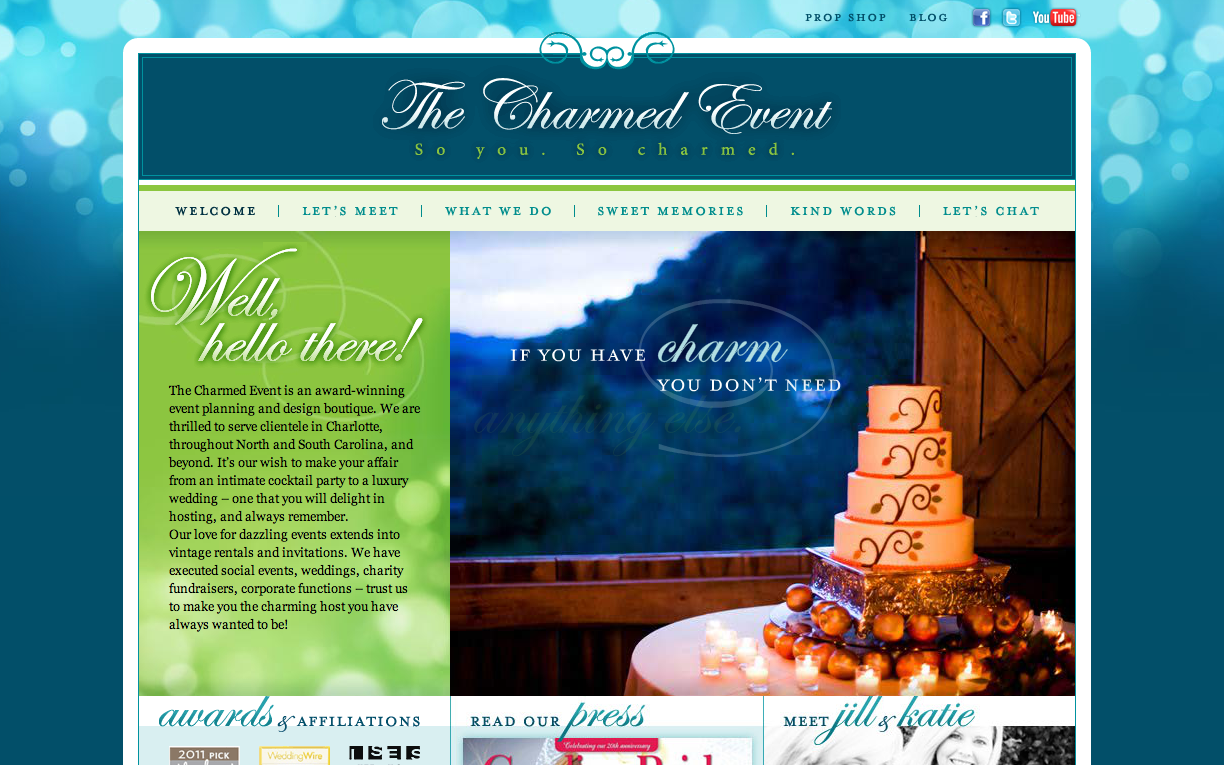 PROP SHOP BLOG f t You Tube
The Charmed Event
So you. So charmed.
WELCOME LET'S MEET WHAT WE DO SWEET MEMORIES KIND WORDS LET'S CHAT
Well,
hello there!
The Charmed Event is an award-winning
event planning and design boutique. We are
thrilled to serve clientele in Charlotte,
throughout North and South Carolina, and
beyond. It's our wish to make your affair
from an intimate cocktail party to a luxury
wedding – one that you will delight in
hosting, and always remember.
Our love for dazzling events extends into
vintage rentals and invitations. We have
executed social events, weddings, charity
fundraisers, corporate functions – trust us
to make you the charming host you have
always wanted to be!
IF YOU HAVE charm
YOU DON'T NEED
anything else.
awards & AFFILIATIONS
2011 PICK
WeddingWire
READ OUR press
Celebrating our 20th anniversary
MEET jill & katie